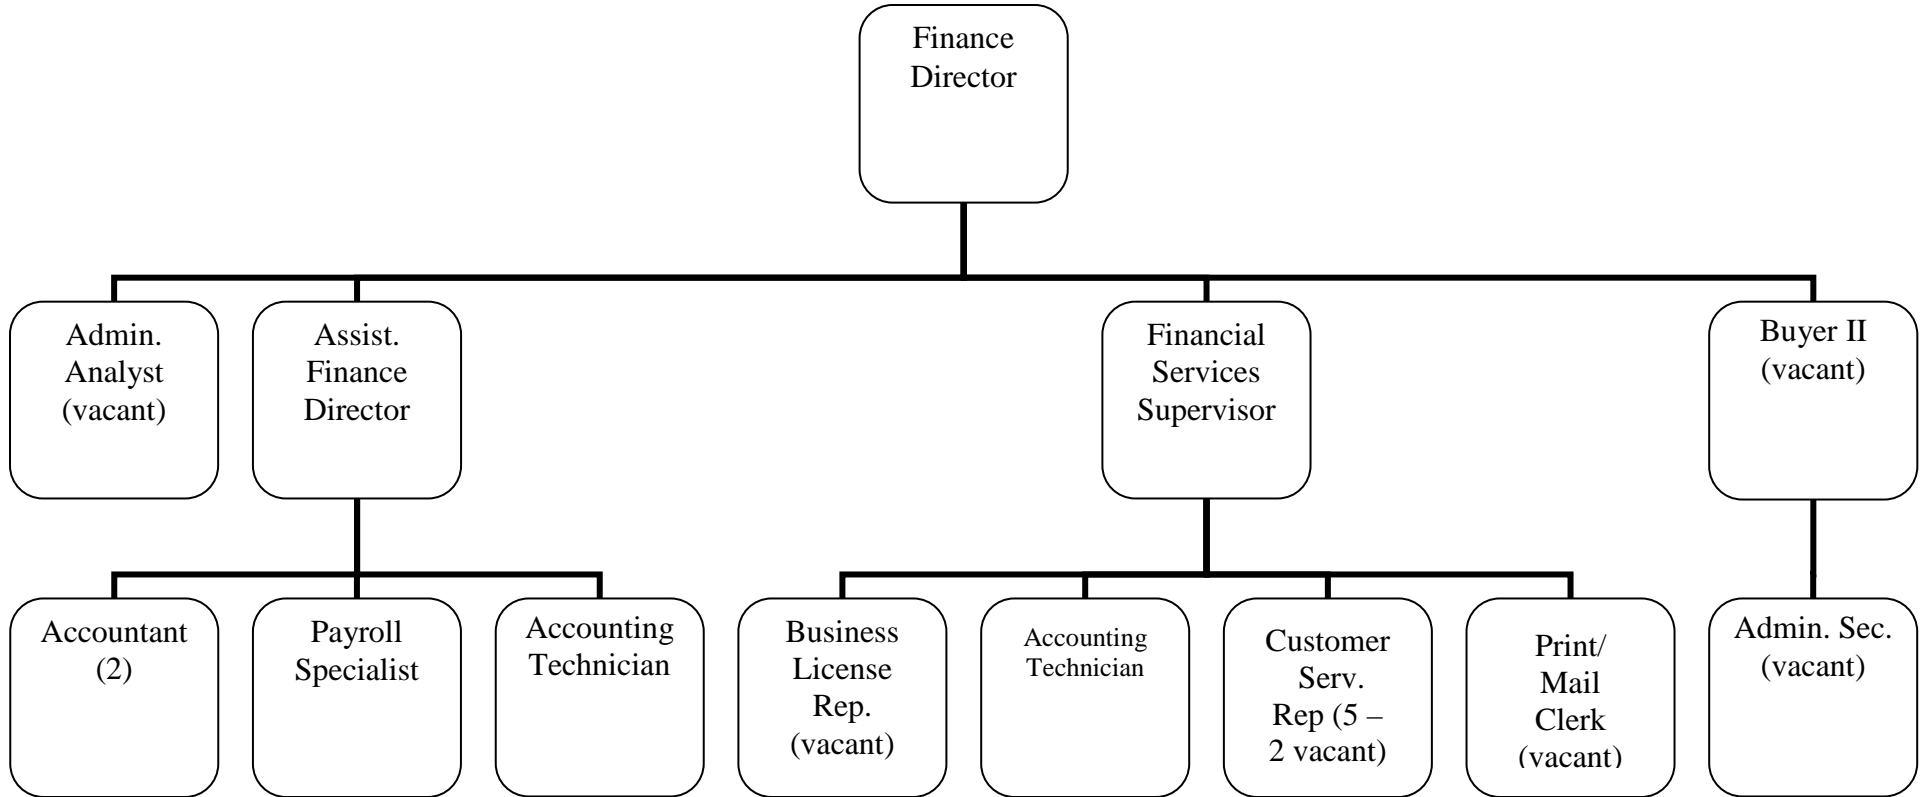 Finance
Director
Admin.
Analyst
(vacant)
Assist.
Finance
Director
Financial
Services
Supervisor
Buyer II
(vacant)
Accountant
(2)
Payroll
Specialist
Accounting
Technician
Business
License
Rep.
(vacant)
Accounting
Technician
Customer
Serv.
Rep (5 –
2 vacant)
Print/
Mail
Clerk
(vacant)
Admin. Sec.
(vacant)